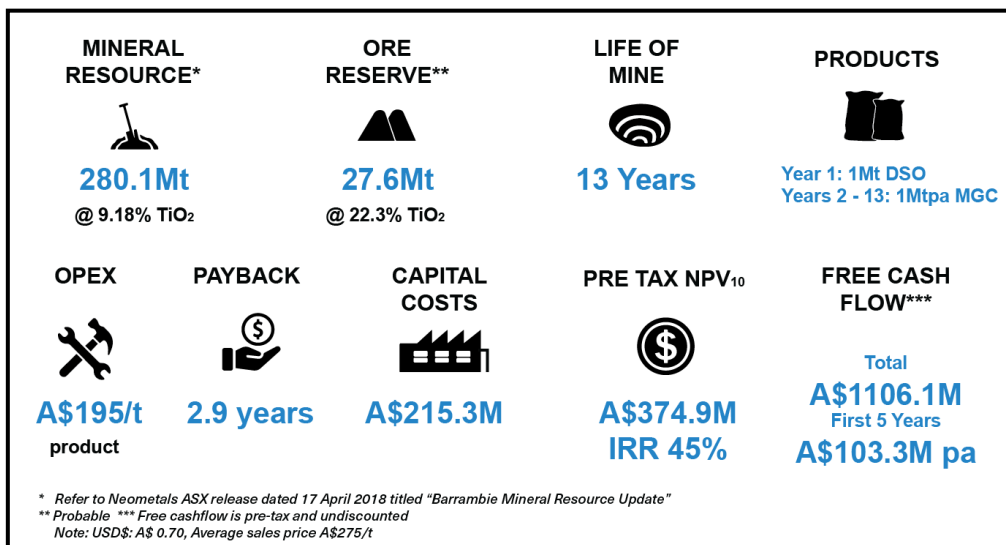 MINERAL
RESOURCE*
280.1Mt
@ 9.18% TiO₂
ORE
RESERVE**
27.6Mt
@ 22.3% TiO₂
LIFE OF
MINE
13 Years
PRODUCTS
Year 1: 1Mt DSO
Years 2 - 13: 1Mtpa MGC
OPEX
A$195/t
product
PAYBACK
$
2.9 years
CAPITAL
COSTS
A$215.3M
PRE TAX NPV₁₀
$
A$374.9M
IRR 45%
FREE CASH
FLOW***
Total
A$1106.1M
First 5 Years
A$103.3M pa
* Refer to Neometals ASX release dated 17 April 2018 titled “Barrambie Mineral Resource Update”
** Probable *** Free cashflow is pre-tax and undiscounted
Note: USD$: A$ 0.70, Average sales price A$275/t